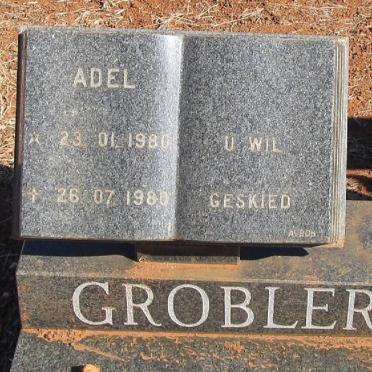 ADÉL
☆ 23 01 1980
✝ 26 07 1980
U WIL
GESKIED
GROBLER